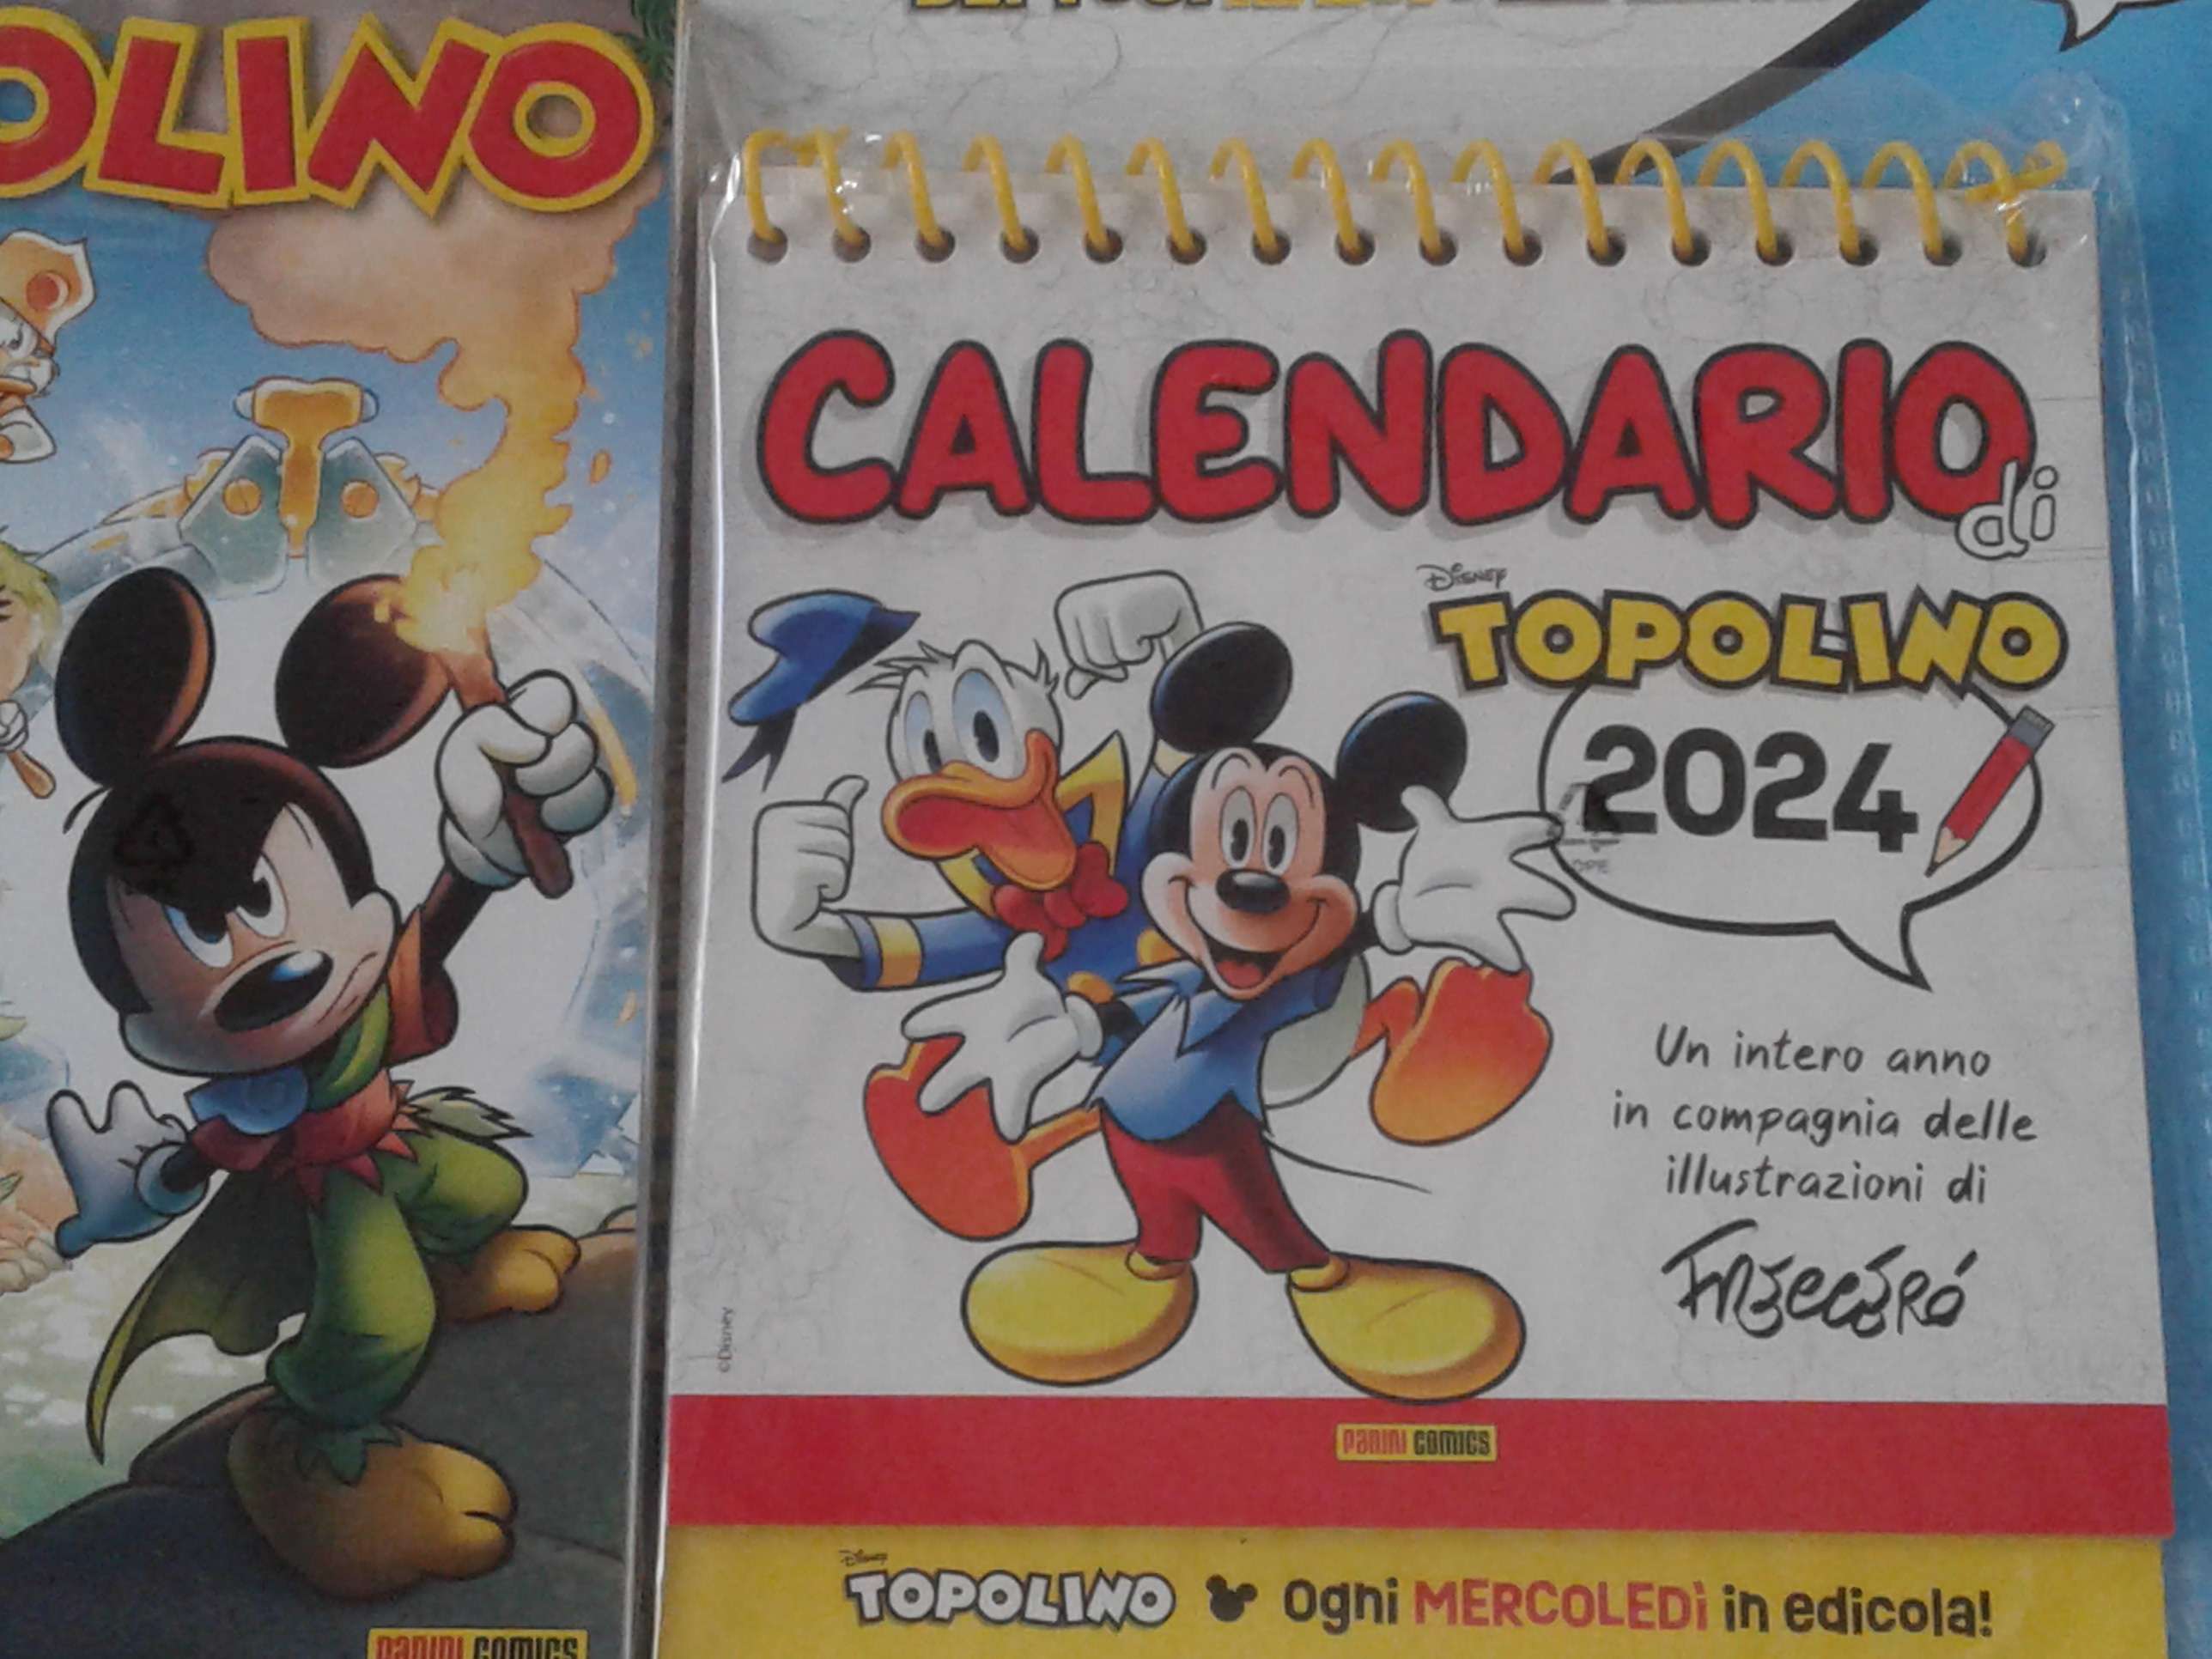 OLINO
CALENDARIO
di
Disney
TOPOLINO
2024
Un intero anno
in compagnia delle
illustrazioni di
©Disney
PANINI COMICS
Disney
TOPOLINO Ogni MERCOLEDÌ in edicola!
PANINI COMICS